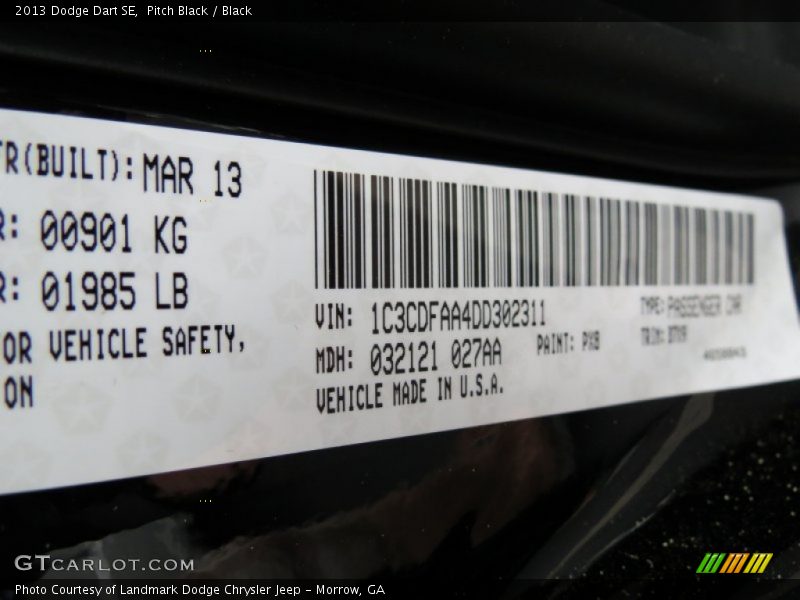 2013 Dodge Dart SE, Pitch Black / Black
TR(BUILT): MAR 13
R: 00901 KG
R: 01985 LB
OR VEHICLE SAFETY,
ON
VIN: 1C3CDFAA4DD302311
TYPE: PASSENGER CAR
MDH: 032121 027AA
PAINT: PX8
TRIM:
VEHICLE MADE IN U.S.A.
GTCARLOT.COM
Photo Courtesy of Landmark Dodge Chrysler Jeep - Morrow, GA